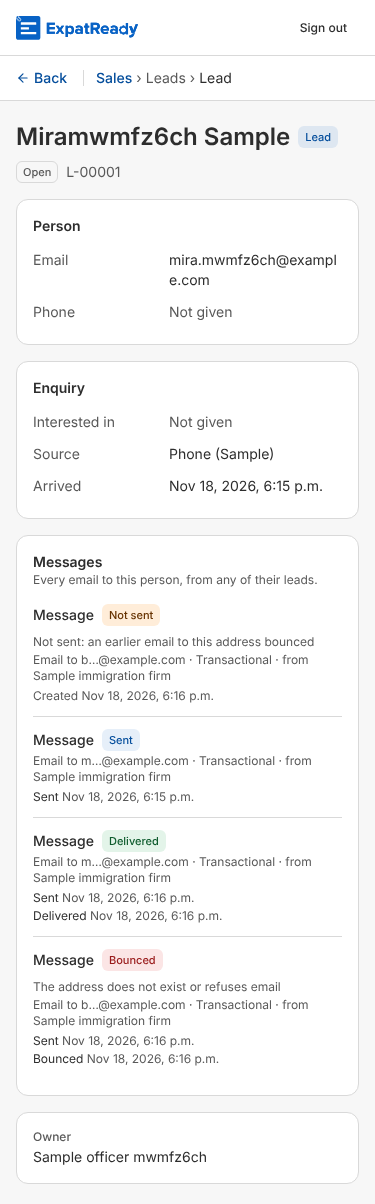 ExpatReady
Sign out
← Back
Sales › Leads › Lead
Miramwmfz6ch Sample
Lead
Open
L-00001
Person
Email
mira.mwmfz6ch@exampl
e.com
Phone
Not given
Enquiry
Interested in
Not given
Source
Phone (Sample)
Arrived
Nov 18, 2026, 6:15 p.m.
Messages
Every email to this person, from any of their leads.
Message
Not sent
Not sent: an earlier email to this address bounced
Email to b…@example.com · Transactional · from
Sample immigration firm
Created Nov 18, 2026, 6:16 p.m.
Message
Sent
Email to m…@example.com · Transactional · from
Sample immigration firm
Sent Nov 18, 2026, 6:15 p.m.
Message
Delivered
Email to m…@example.com · Transactional · from
Sample immigration firm
Sent Nov 18, 2026, 6:16 p.m.
Delivered Nov 18, 2026, 6:16 p.m.
Message
Bounced
The address does not exist or refuses email
Email to b…@example.com · Transactional · from
Sample immigration firm
Sent Nov 18, 2026, 6:16 p.m.
Bounced Nov 18, 2026, 6:16 p.m.
Owner
Sample officer mwmfz6ch